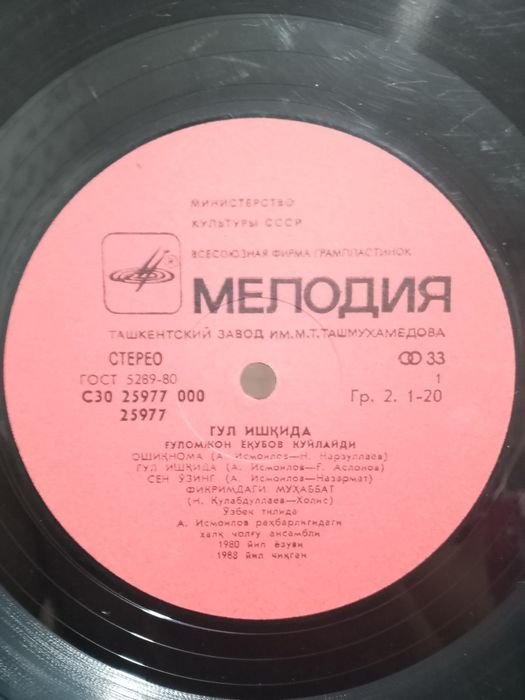 МИНИСТЕРСТВО
КУЛЬТУРЫ СССР
ВСЕСОЮЗНАЯ ФИРМА ГРАМПЛАСТИНОК
МЕЛОДИЯ
ТАШКЕНТСКИЙ ЗАВОД ИМ. М. Т. ТАШМУХАМЕДОВА
СТЕРЕО 33
ГОСТ 5289-80 1
С30 25977 000 Гр. 2. 1-20
25977
ГУЛ ИШҚИДА
ҒУЛОМЖОН ЁҚУБОВ КУЙЛАЙДИ
ОШИҚНОМА (А. Исмоилов—Н. Нарзуллаев)
ГУЛ ИШҚИДА (А. Исмоилов—Ғ. Аслонов)
СЕН ЎЗИНГ (А. Исмоилов—Назармат)
ФИКРИМДАГИ МУҲАББАТ
(Н. Қулабдуллаев—Холис)
Ўзбек тилида
А. Исмоилов раҳбарлигидаги
халқ чолғу ансамбли
1980 йил ёзуви
1988 йил чиққан